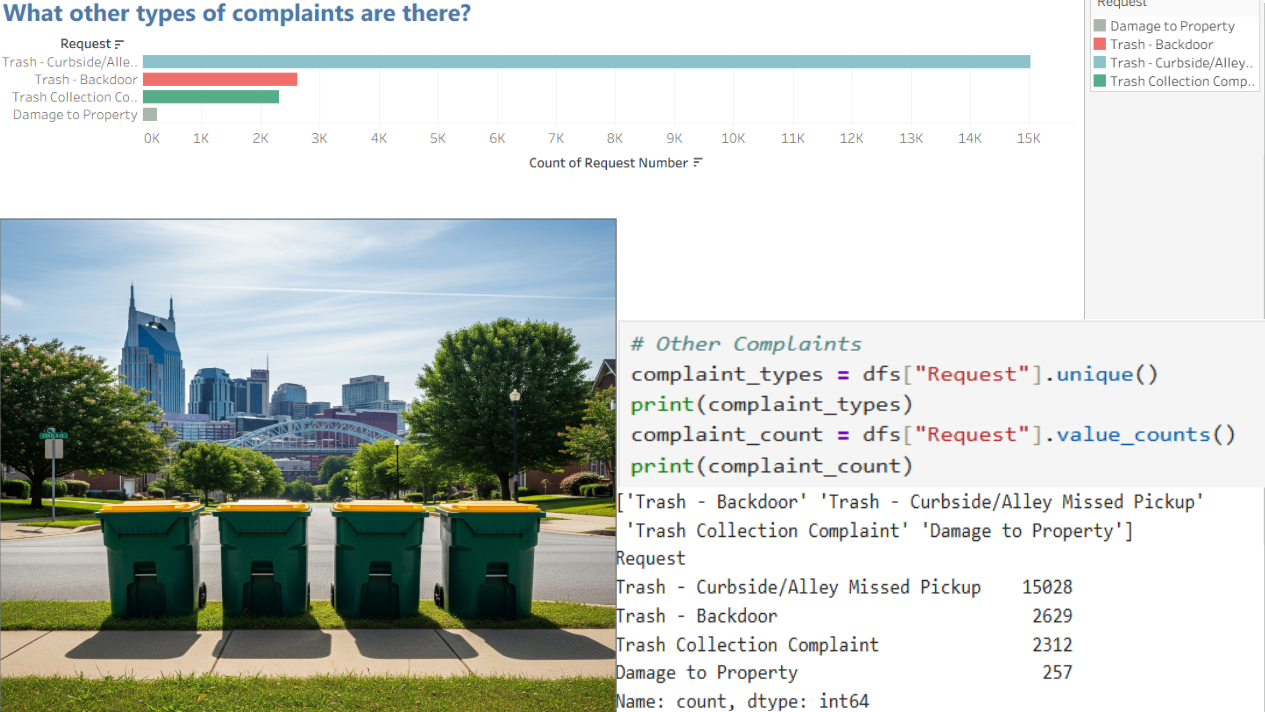 What other types of complaints are there?
Request
Trash - Curbside/Alle..
Trash - Backdoor
Trash Collection Co..
Damage to Property
0K 1K 2K 3K 4K 5K 6K 7K 8K 9K 10K 11K 12K 13K 14K 15K
Count of Request Number
Request
Damage to Property
Trash - Backdoor
Trash - Curbside/Alley..
Trash Collection Comp..
# Other Complaints
complaint_types = dfs["Request"].unique()
print(complaint_types)
complaint_count = dfs["Request"].value_counts()
print(complaint_count)
['Trash - Backdoor' 'Trash - Curbside/Alley Missed Pickup'
'Trash Collection Complaint' 'Damage to Property']
Request
Trash - Curbside/Alley Missed Pickup 15028
Trash - Backdoor 2629
Trash Collection Complaint 2312
Damage to Property 257
Name: count, dtype: int64